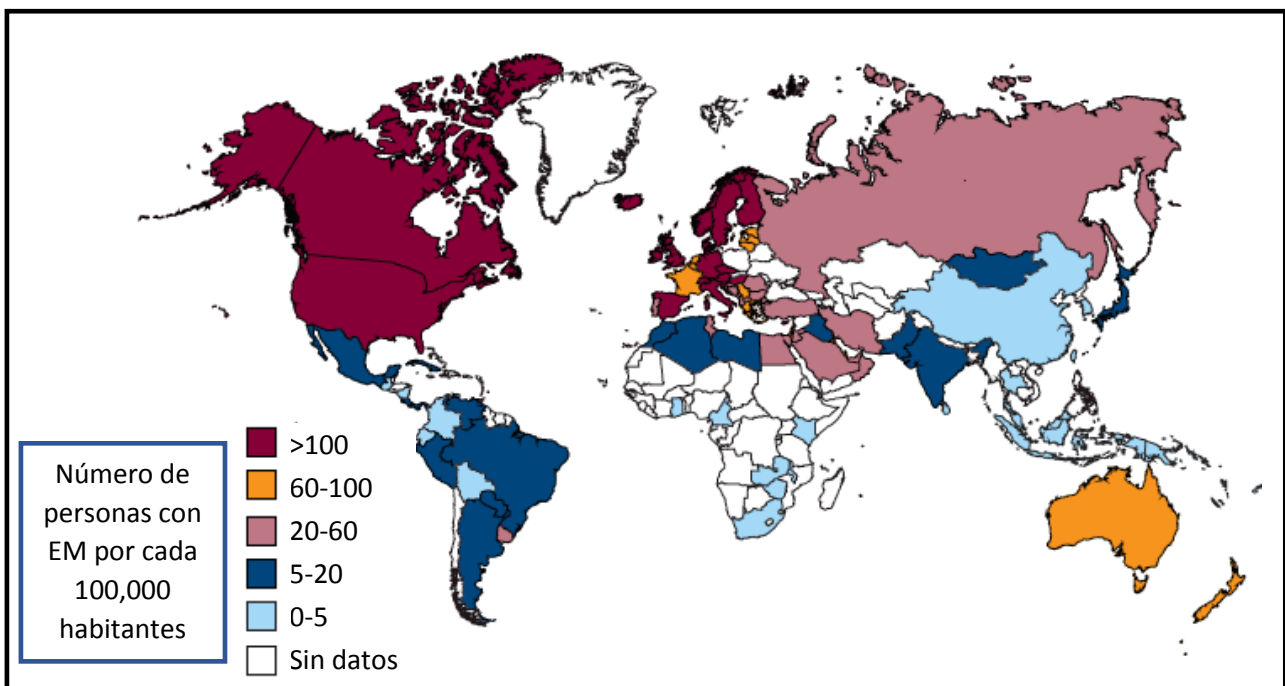 Número de
personas con
EM por cada
100,000
habitantes
>100
60-100
20-60
5-20
0-5
Sin datos